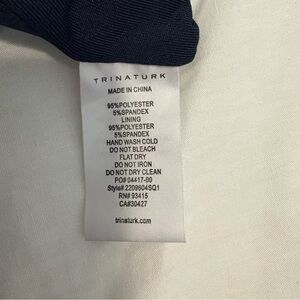 TRINATURK
MADE IN CHINA
95%POLYESTER
5%SPANDEX
LINING
95%POLYESTER
5%SPANDEX
HAND WASH COLD
DO NOT BLEACH
FLAT DRY
DO NOT IRON
DO NOT DRY CLEAN
PO# 04417-00
Style# 2209604SQ1
RN# 93415
CA#30427
trinaturk.com